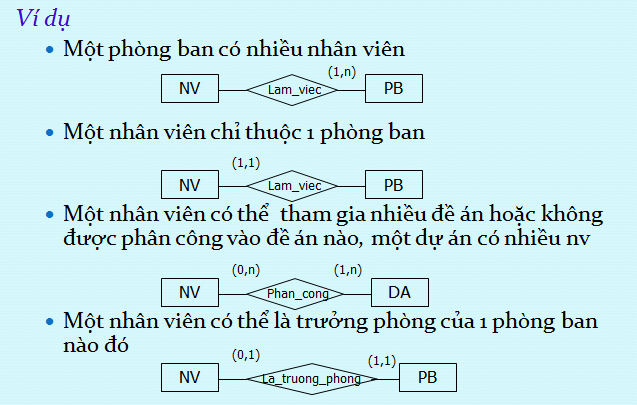 Ví dụ
Một phòng ban có nhiều nhân viên
(1,n)
NV Lam_viec PB
Một nhân viên chỉ thuộc 1 phòng ban
(1,1)
NV Lam_viec PB
Một nhân viên có thể tham gia nhiều đề án hoặc không
được phân công vào đề án nào, một dự án có nhiều nv
(0,n) (1,n)
NV Phan_cong DA
Một nhân viên có thể là trưởng phòng của 1 phòng ban
nào đó
(0,1) (1,1)
NV La_truong_phong PB